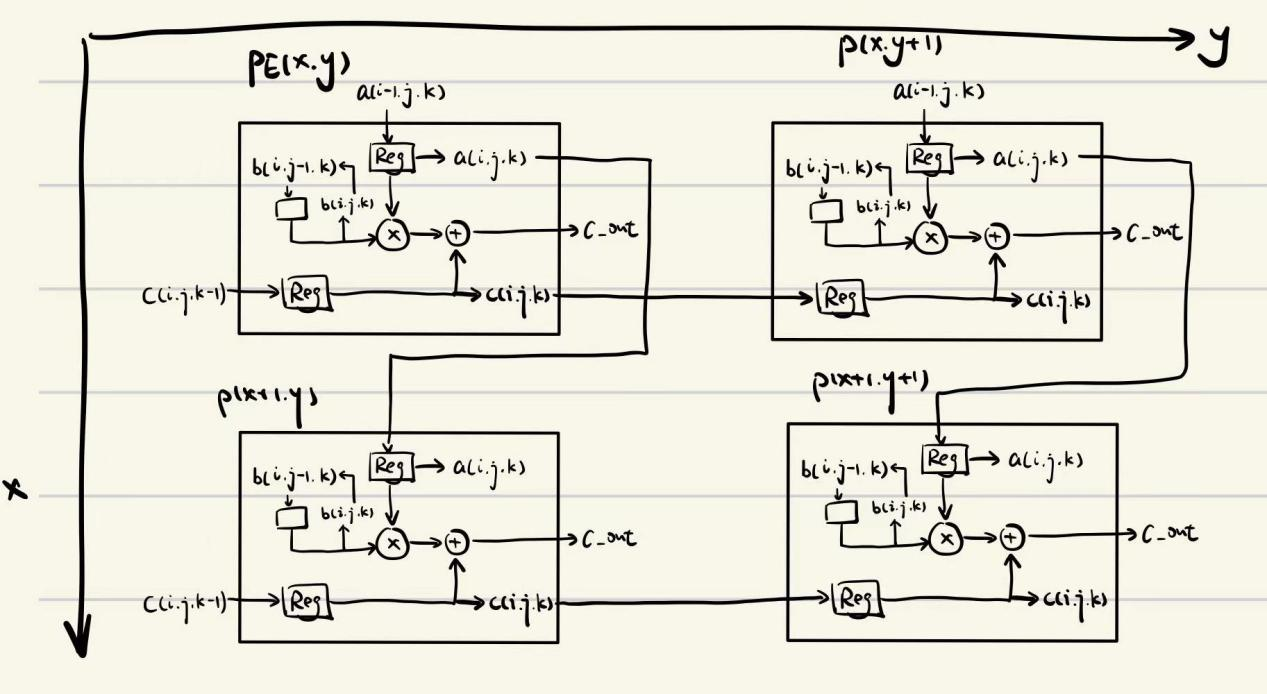 y
PE(x.y)
p(x.y+1)
a(i-1.j.k)
a(i-1.j.k)
Reg
a(i.j.k)
Reg
a(i.j.k)
b(i.j-1.k)
b(i.j-1.k)
b(i.j.k)
b(i.j.k)
x
+
C_out
x
+
C_out
C(i.j.k-1)
Reg
c(i.j.k)
Reg
c(i.j.k)
p(x+1.y)
p(x+1.y+1)
Reg
a(i.j.k)
Reg
a(i.j.k)
b(i.j-1.k)
b(i.j-1.k)
x
b(i.j.k)
b(i.j.k)
x
+
C_out
x
+
C_out
C(i.j.k-1)
Reg
c(i.j.k)
Reg
c(i.j.k)